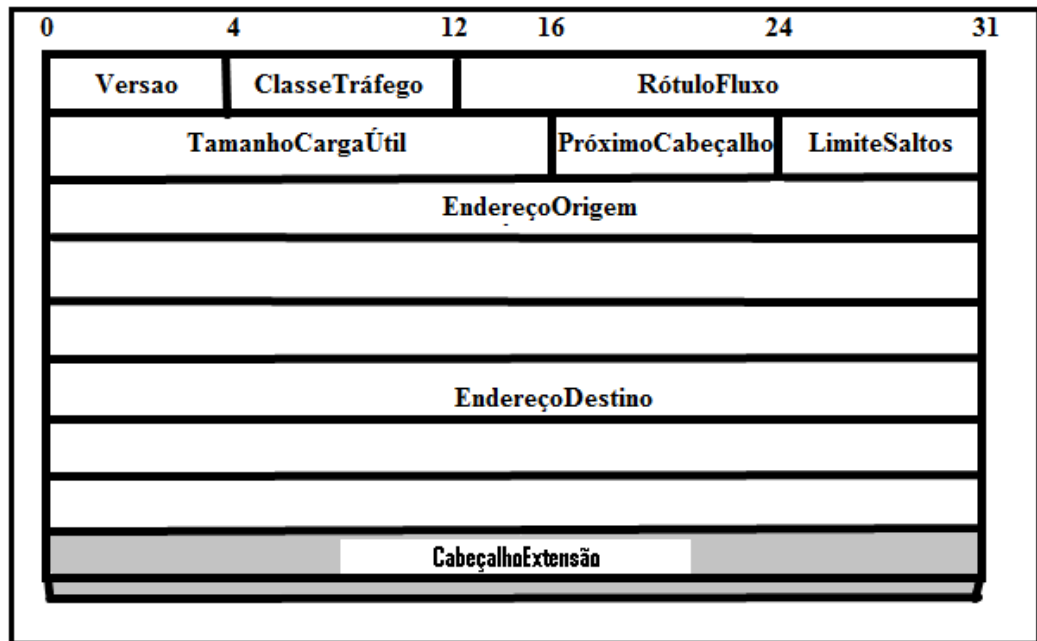 0 4 12 16 24 31
Versao ClasseTráfego RótuloFluxo
TamanhoCargaÚtil PróximoCabeçalho LimiteSaltos
EndereçoOrigem
EndereçoDestino
CabeçalhoExtensão